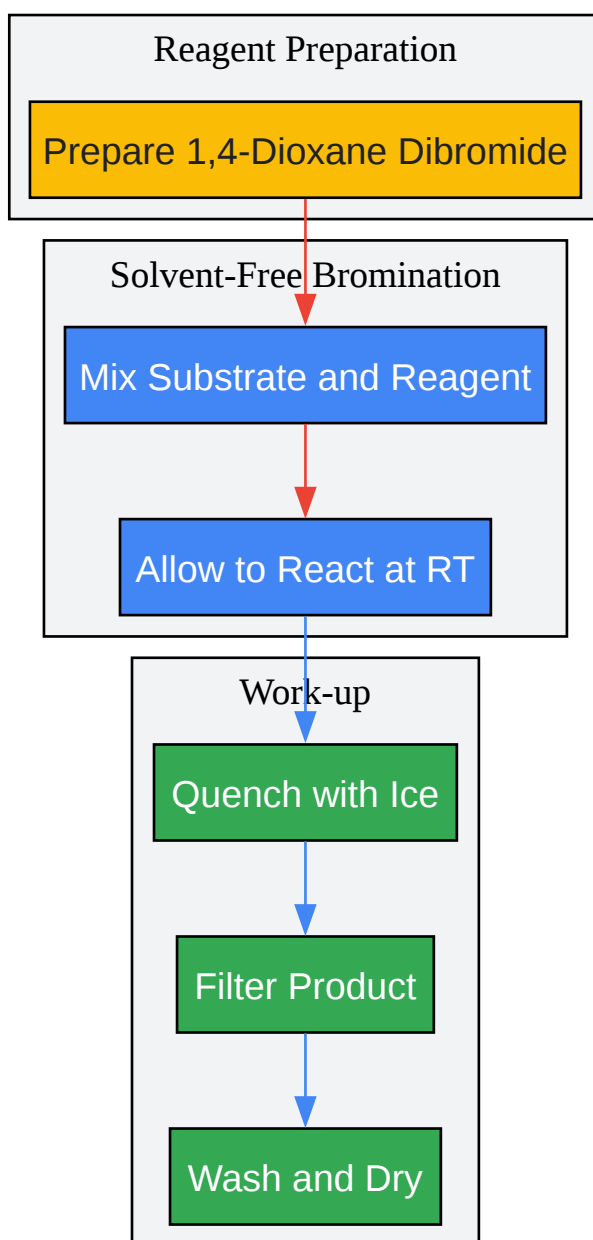 Reagent Preparation
Prepare 1,4-Dioxane Dibromide
Solvent-Free Bromination
Mix Substrate and Reagent
Allow to React at RT
Work-up
Quench with Ice
Filter Product
Wash and Dry